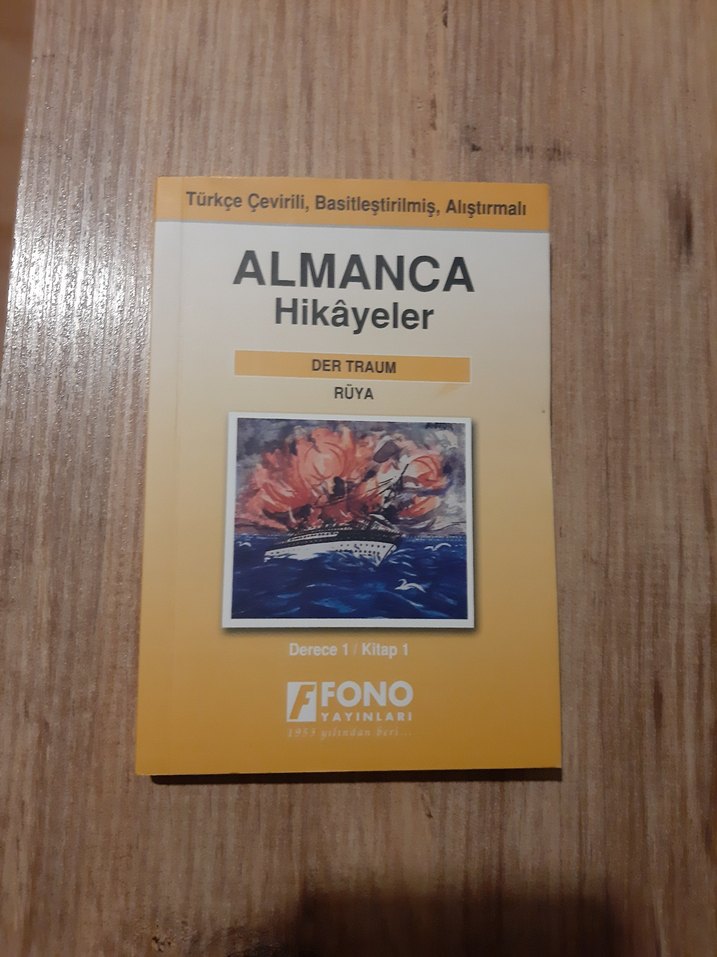 Türkçe Çevirili, Basitleştirilmiş, Alıştırmalı
ALMANCA
Hikâyeler
DER TRAUM
RÜYA
Derece 1 / Kitap 1
FONO
YAYINLARI
1953 yılından beri...